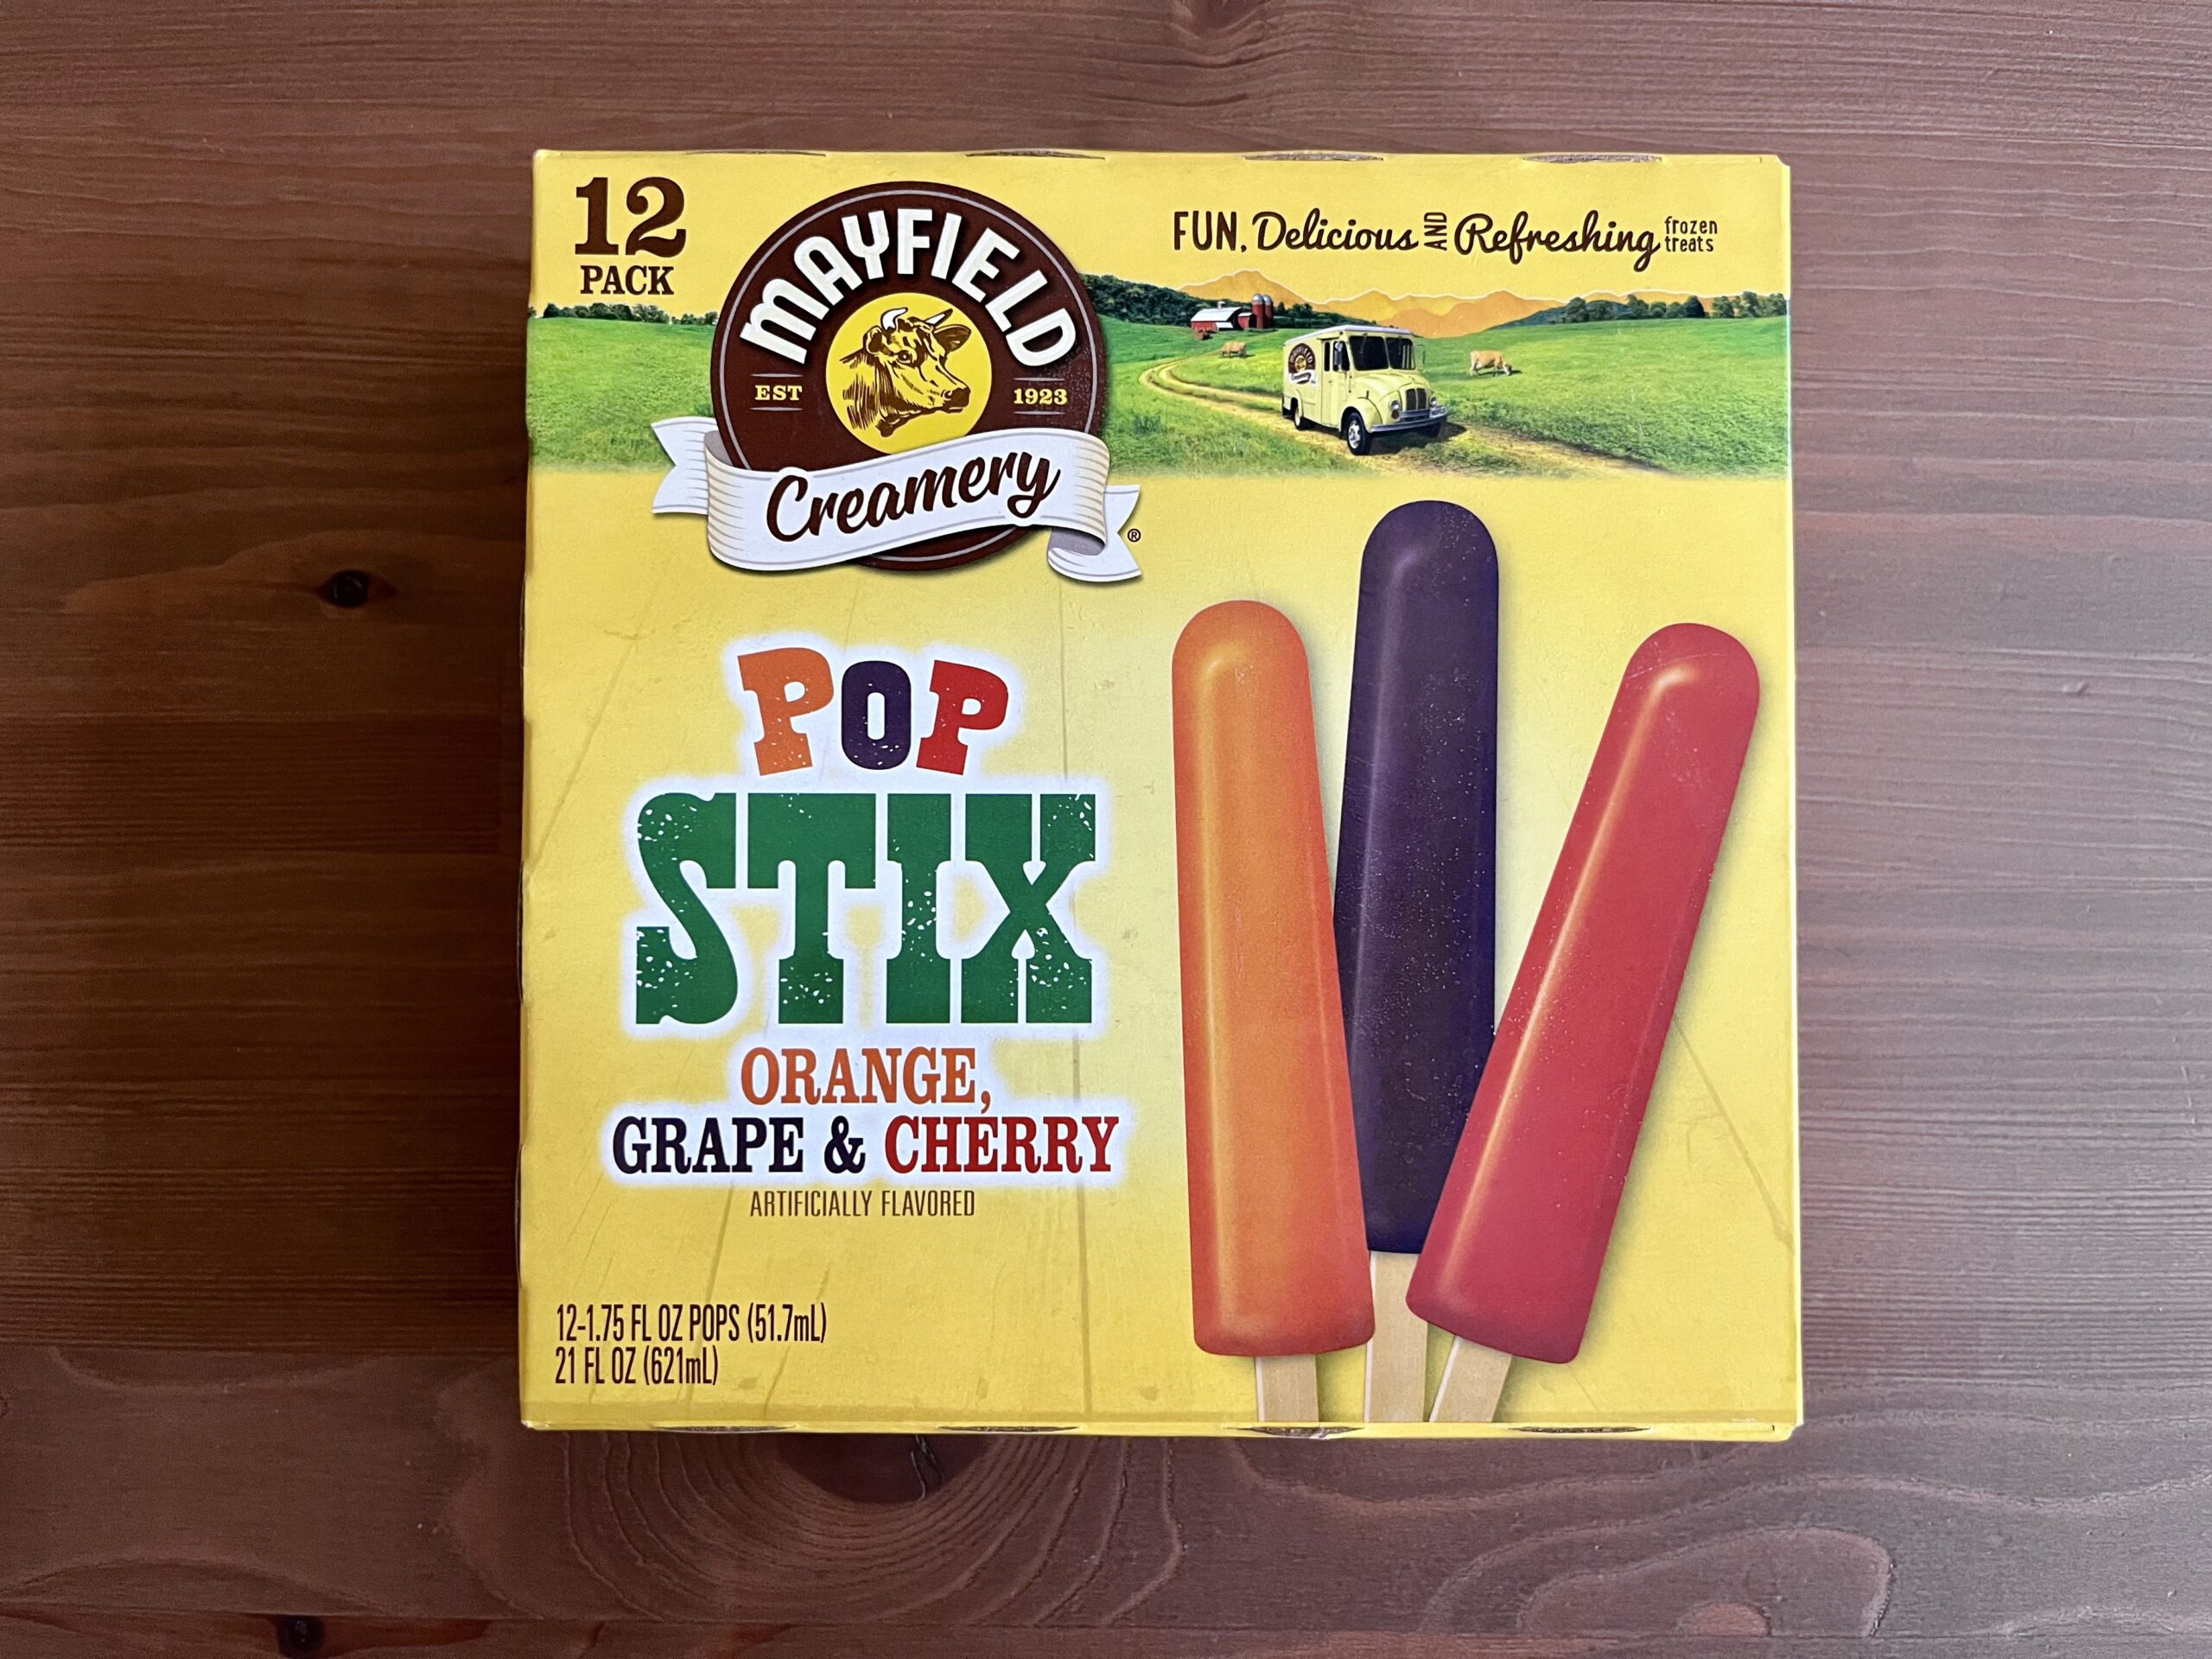 12
PACK
MAYFIELD
EST 1923
Creamery
®
FUN, Delicious AND Refreshing frozen treats
POP
STIX
ORANGE,
GRAPE & CHERRY
ARTIFICIALLY FLAVORED
12-1.75 FL OZ POPS (51.7mL)
21 FL OZ (621mL)